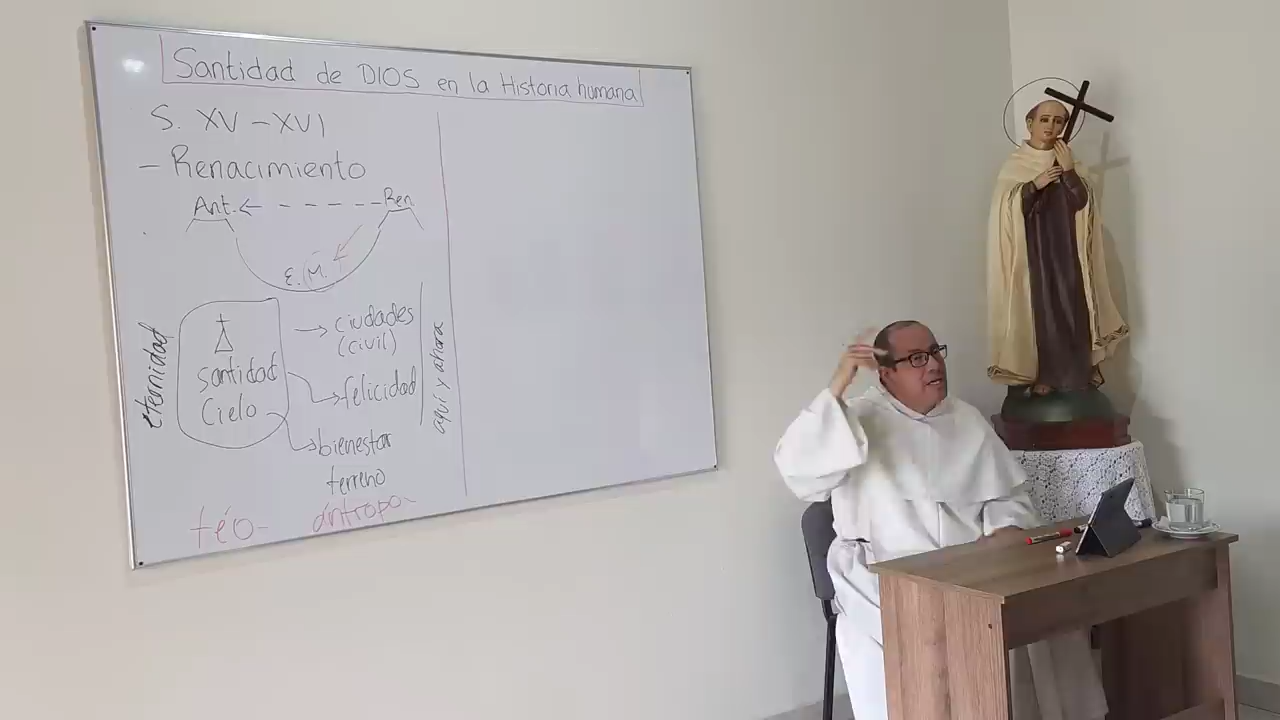 Santidad de DIOS en la Historia humana
S. XV - XVI
- Renacimiento
Ant. ← - - - - - Ren.
E. M.
eternidad
santidad
Cielo
→ ciudades
(civil)
→ felicidad
→ bienestar
terreno
aquí y ahora
téo- ántropo-